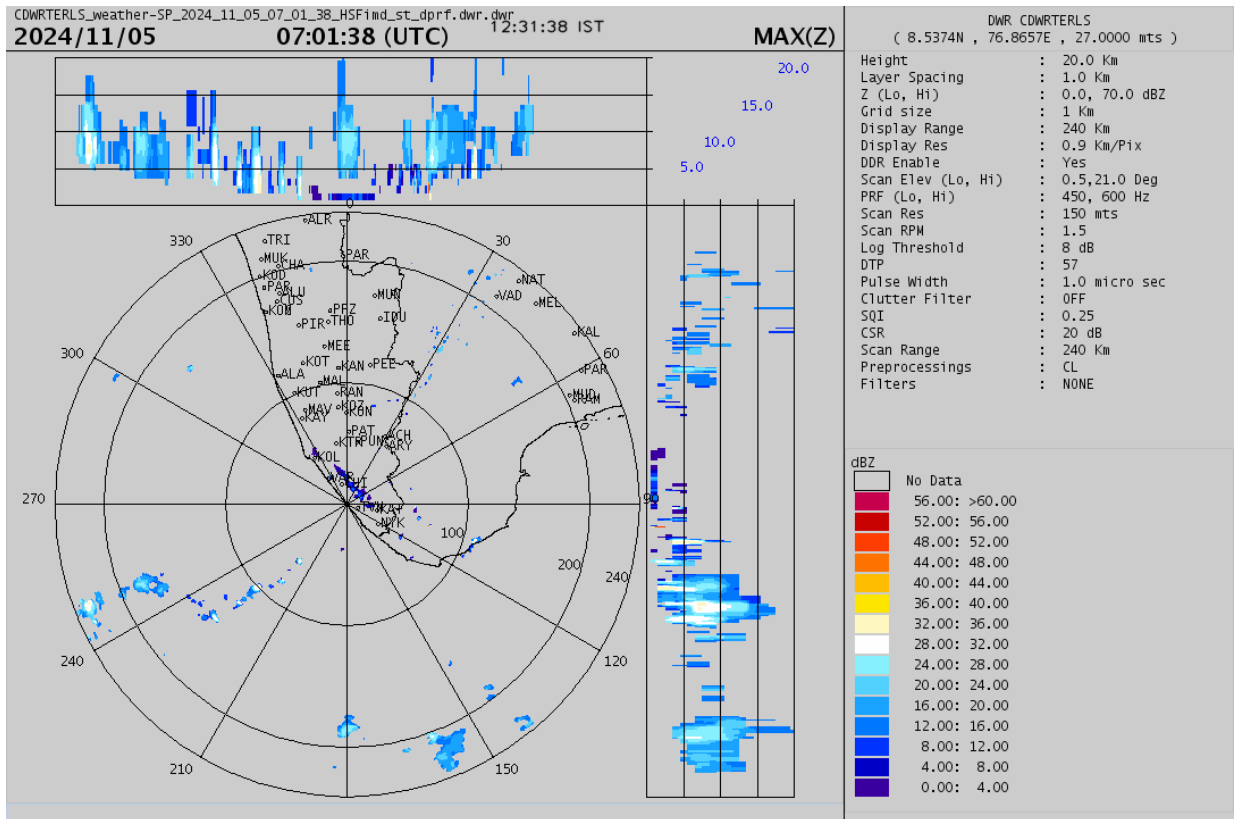 CDWRTERLS_weather-SP_2024_11_05_07_01_38_HSFimd_st_dprf.dwr.dwr
12:31:38 IST
2024/11/05 07:01:38 (UTC) MAX(Z)
20.0
15.0
10.0
5.0
0
30
60
90
120
150
210
240
270
300
330
100
200
240
ALR
TRI
PAR
MUK
CHA
KOD
PAR
ALU
CUS
KOM
MUN
PFZ
PIR
THO
IDU
MEE
KOT
KAN
PEE
ALA
MAL
KUT
RAN
MAV
KOZ
KON
KAY
PAT
PUN
ACH
KTR
ARY
KOL
VAR
KAT
NYK
NAT
VAD
MEL
KAL
PAR
MUD
RAM
DWR CDWRTERLS
( 8.5374N , 76.8657E , 27.0000 mts )
Height : 20.0 Km
Layer Spacing : 1.0 Km
Z (Lo, Hi) : 0.0, 70.0 dBZ
Grid size : 1 Km
Display Range : 240 Km
Display Res : 0.9 Km/Pix
DDR Enable : Yes
Scan Elev (Lo, Hi) : 0.5,21.0 Deg
PRF (Lo, Hi) : 450, 600 Hz
Scan Res : 150 mts
Scan RPM : 1.5
Log Threshold : 8 dB
DTP : 57
Pulse Width : 1.0 micro sec
Clutter Filter : OFF
SQI : 0.25
CSR : 20 dB
Scan Range : 240 Km
Preprocessings : CL
Filters : NONE
dBZ
No Data
56.00: >60.00
52.00: 56.00
48.00: 52.00
44.00: 48.00
40.00: 44.00
36.00: 40.00
32.00: 36.00
28.00: 32.00
24.00: 28.00
20.00: 24.00
16.00: 20.00
12.00: 16.00
8.00: 12.00
4.00: 8.00
0.00: 4.00